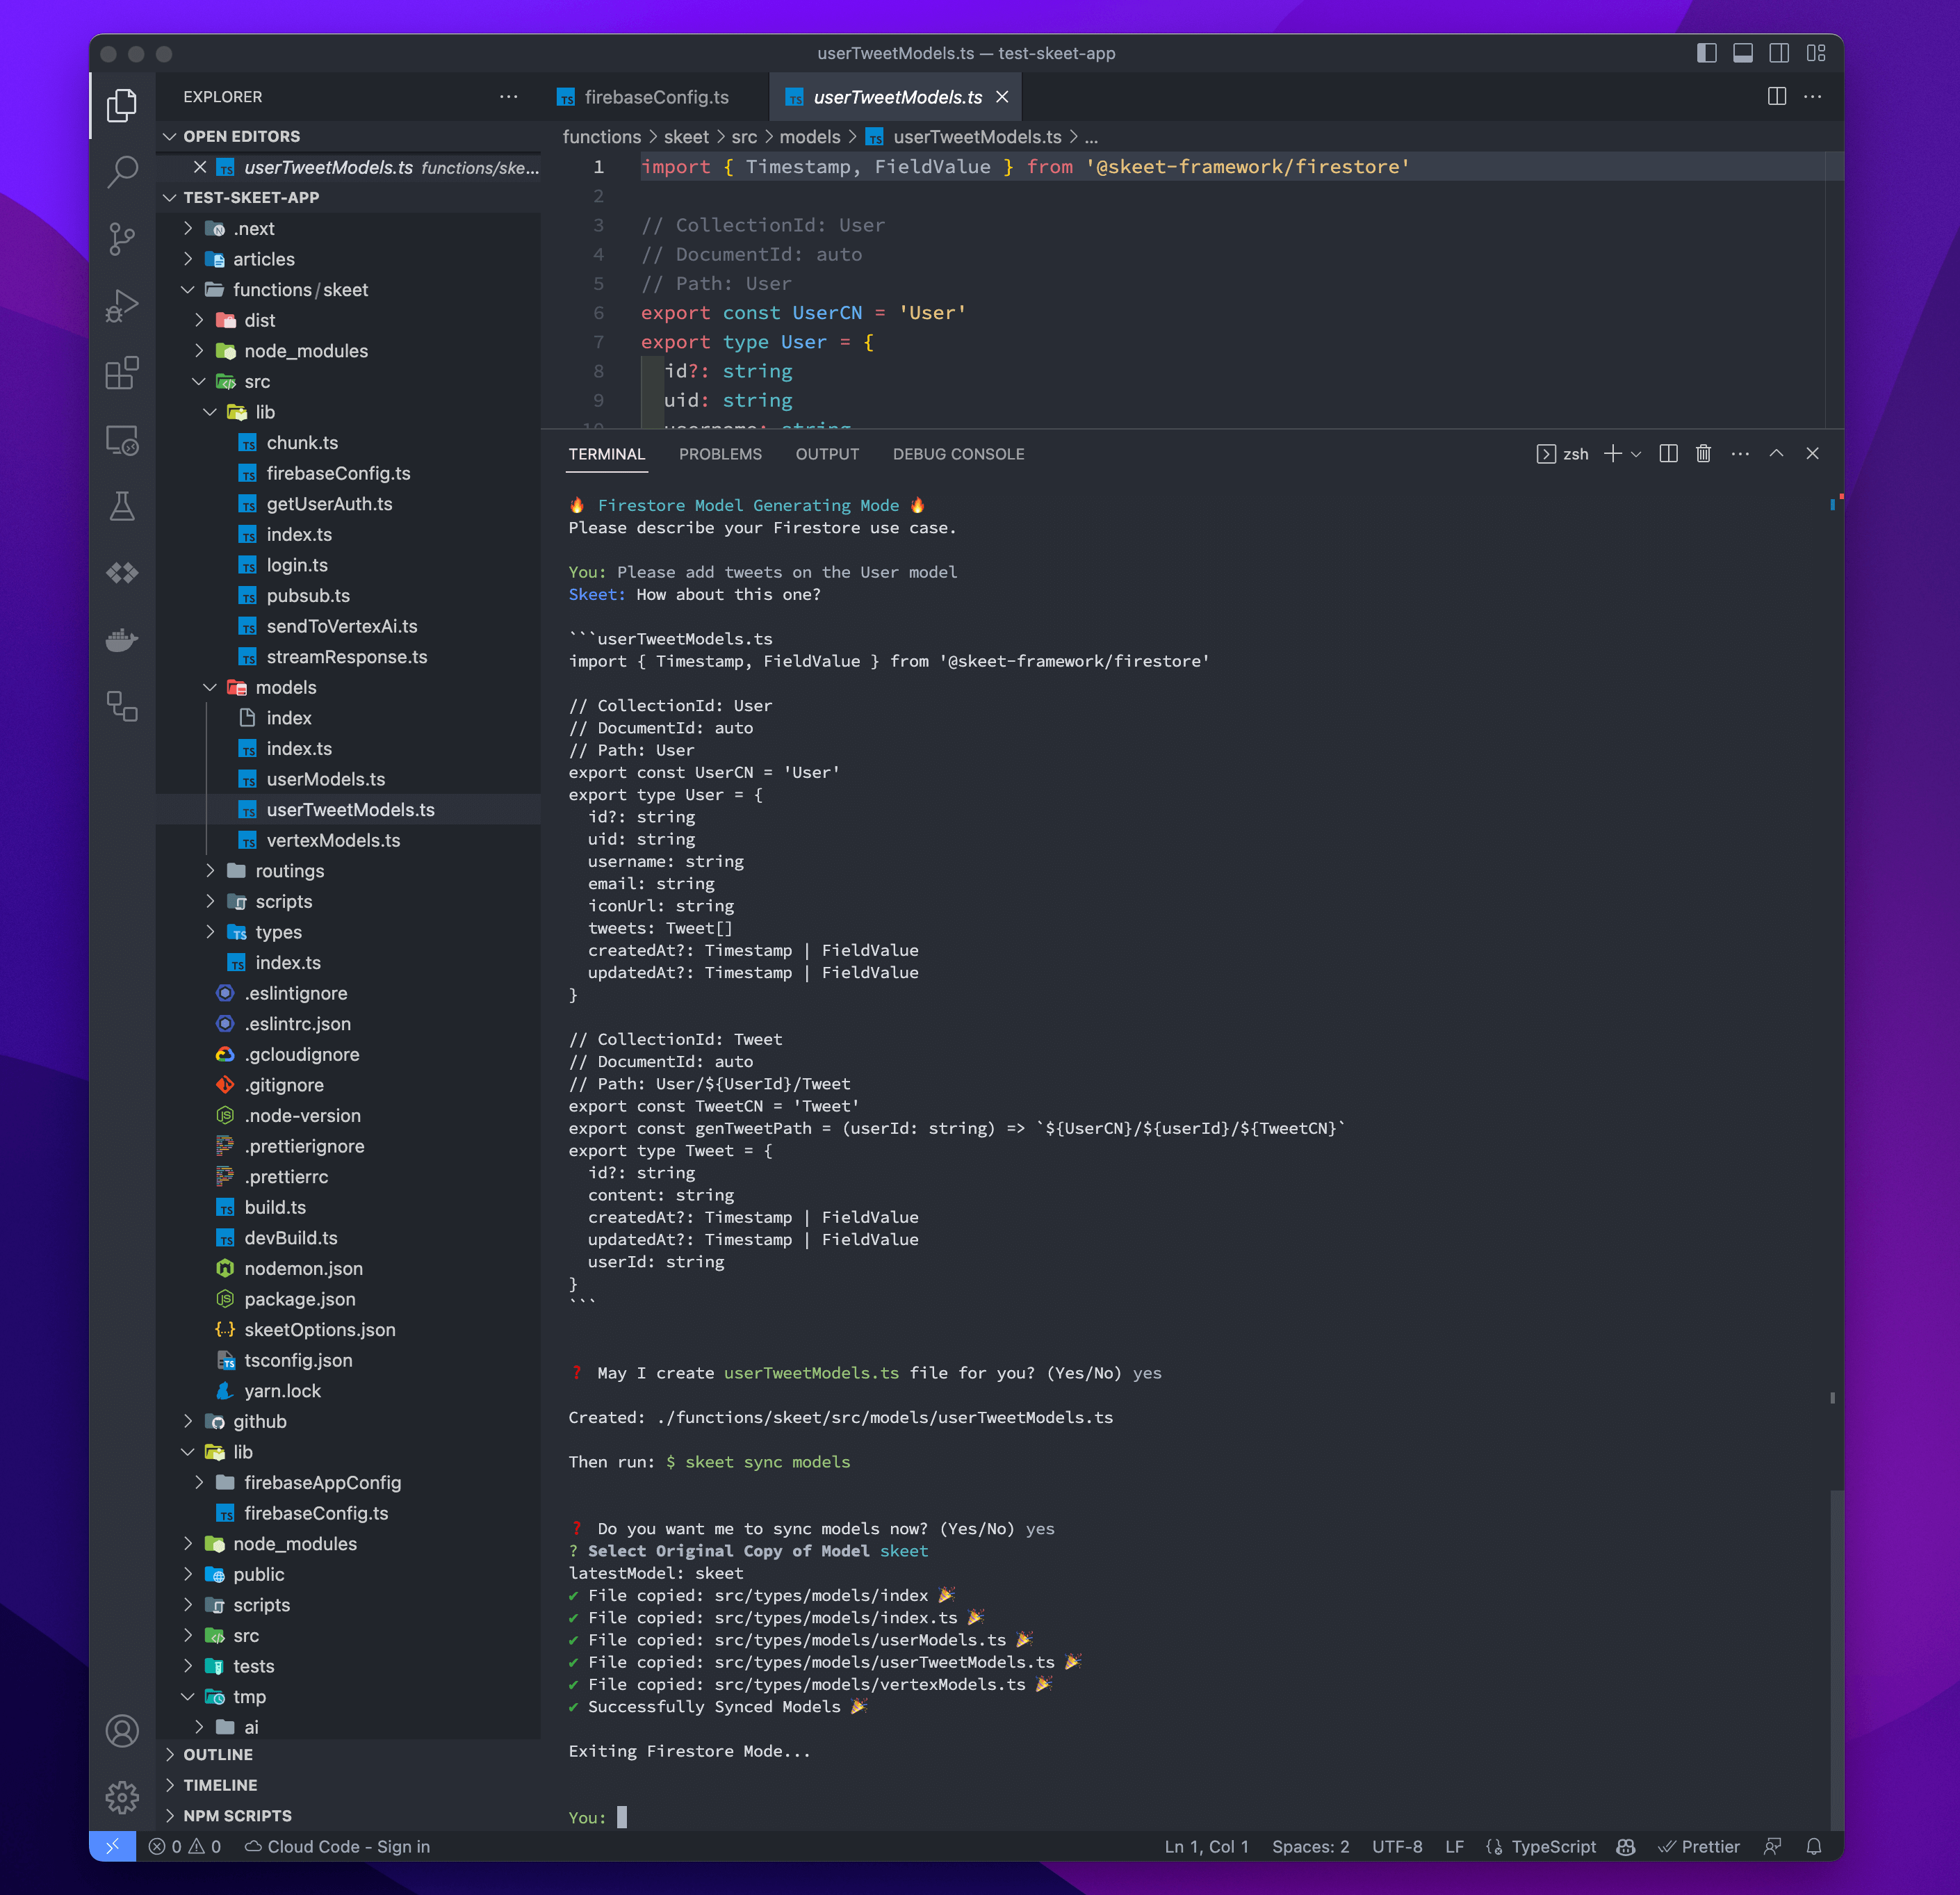 userTweetModels.ts — test-skeet-app
EXPLORER
OPEN EDITORS
userTweetModels.ts functions/ske...
TEST-SKEET-APP
.next
articles
functions/skeet
dist
node_modules
src
lib
chunk.ts
firebaseConfig.ts
getUserAuth.ts
index.ts
login.ts
pubsub.ts
sendToVertexAi.ts
streamResponse.ts
models
index
index.ts
userModels.ts
userTweetModels.ts
vertexModels.ts
routings
scripts
types
index.ts
.eslintignore
.eslintrc.json
.gcloudignore
.gitignore
.node-version
.prettierignore
.prettierrc
build.ts
devBuild.ts
nodemon.json
package.json
skeetOptions.json
tsconfig.json
yarn.lock
github
lib
firebaseAppConfig
firebaseConfig.ts
node_modules
public
scripts
src
tests
tmp
ai
OUTLINE
TIMELINE
NPM SCRIPTS
firebaseConfig.ts
userTweetModels.ts
functions > skeet > src > models > userTweetModels.ts > ...
1 import { Timestamp, FieldValue } from '@skeet-framework/firestore'
2
3 // CollectionId: User
4 // DocumentId: auto
5 // Path: User
6 export const UserCN = 'User'
7 export type User = {
8 id?: string
9 uid: string
10 username: string
TERMINAL PROBLEMS OUTPUT DEBUG CONSOLE
zsh
🔥 Firestore Model Generating Mode 🔥
Please describe your Firestore use case.
You: Please add tweets on the User model
Skeet: How about this one?
```userTweetModels.ts
import { Timestamp, FieldValue } from '@skeet-framework/firestore'
// CollectionId: User
// DocumentId: auto
// Path: User
export const UserCN = 'User'
export type User = {
id?: string
uid: string
username: string
email: string
iconUrl: string
tweets: Tweet[]
createdAt?: Timestamp | FieldValue
updatedAt?: Timestamp | FieldValue
}
// CollectionId: Tweet
// DocumentId: auto
// Path: User/${UserId}/Tweet
export const TweetCN = 'Tweet'
export const genTweetPath = (userId: string) => `${UserCN}/${userId}/${TweetCN}`
export type Tweet = {
id?: string
content: string
createdAt?: Timestamp | FieldValue
updatedAt?: Timestamp | FieldValue
userId: string
}
```
❓ May I create userTweetModels.ts file for you? (Yes/No) yes
Created: ./functions/skeet/src/models/userTweetModels.ts
Then run: $ skeet sync models
❓ Do you want me to sync models now? (Yes/No) yes
? Select Original Copy of Model skeet
latestModel: skeet
✔ File copied: src/types/models/index 🎉
✔ File copied: src/types/models/index.ts 🎉
✔ File copied: src/types/models/userModels.ts 🎉
✔ File copied: src/types/models/userTweetModels.ts 🎉
✔ File copied: src/types/models/vertexModels.ts 🎉
✔ Successfully Synced Models 🎉
Exiting Firestore Mode...
You:
0 0 Cloud Code - Sign in
Ln 1, Col 1 Spaces: 2 UTF-8 LF TypeScript Prettier